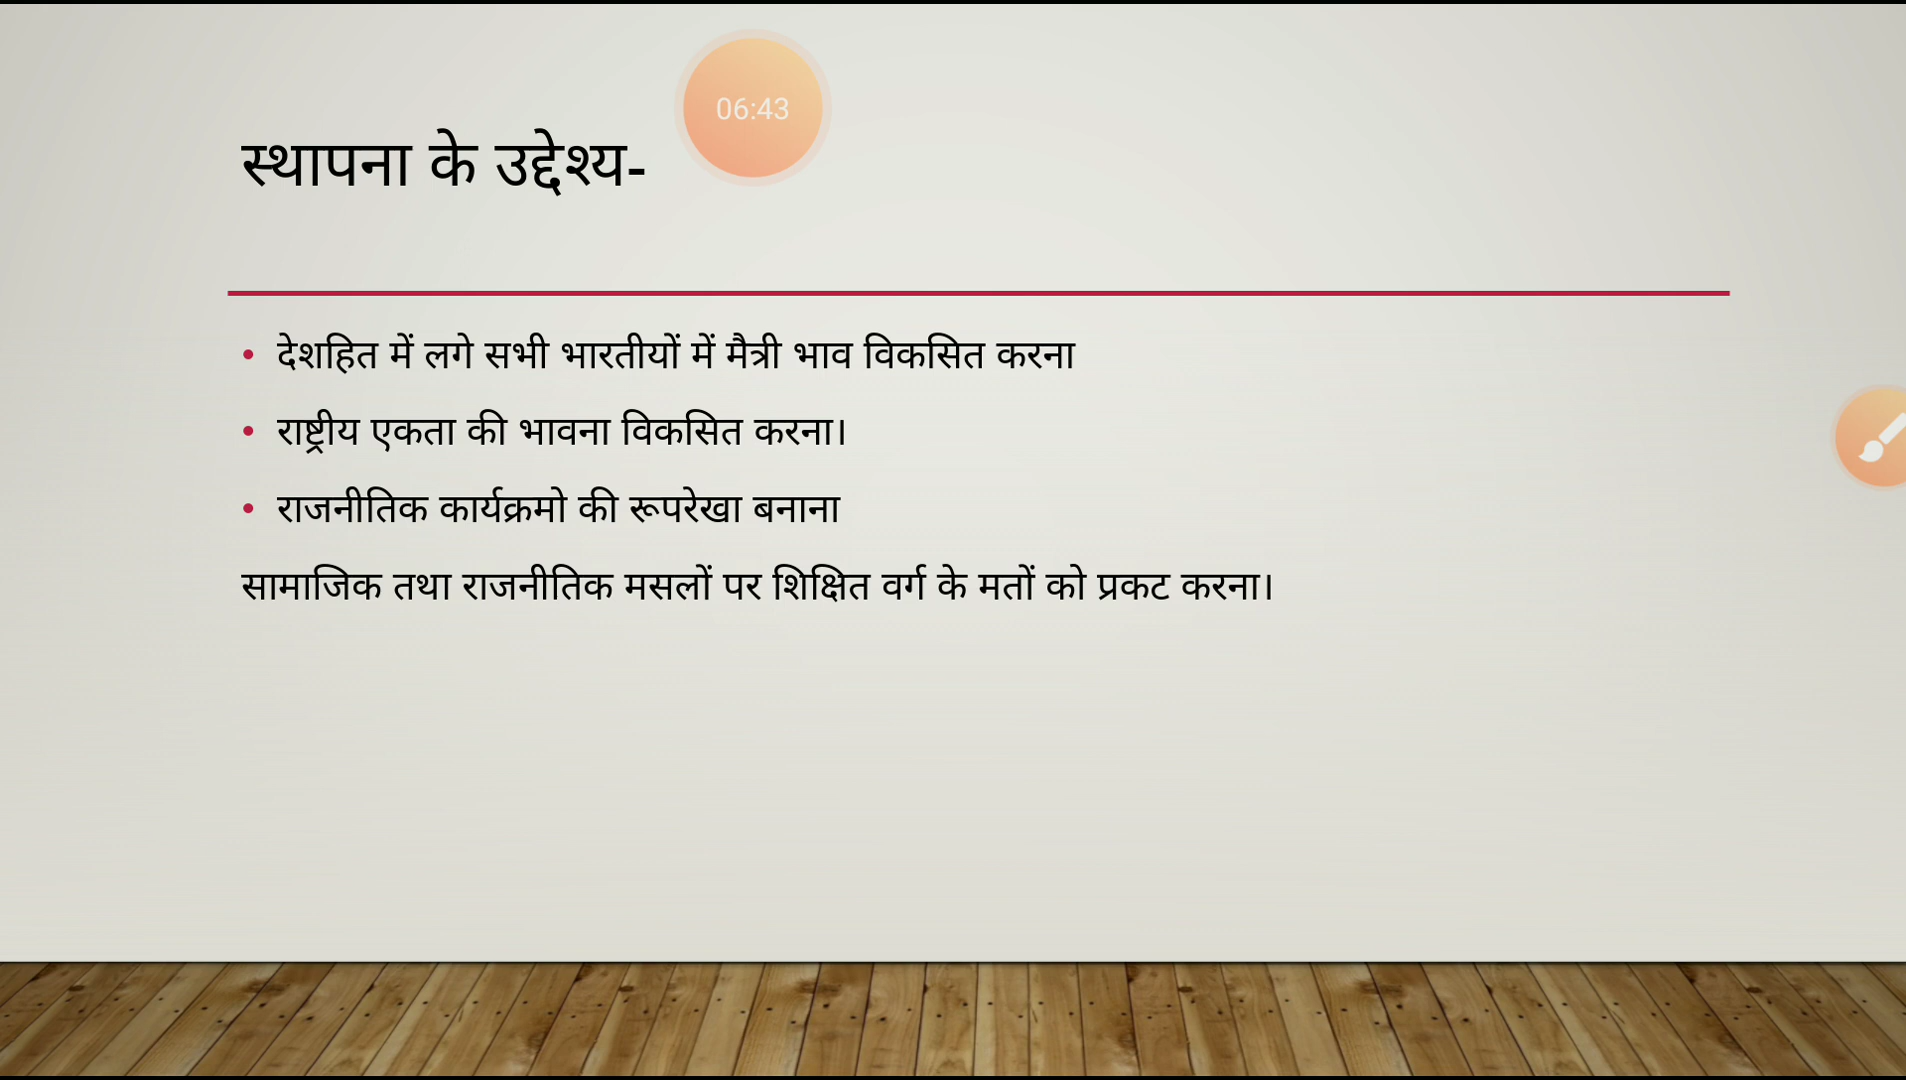 06:43
स्थापना के उद्देश्य-
• देशहित में लगे सभी भारतीयों में मैत्री भाव विकसित करना
• राष्ट्रीय एकता की भावना विकसित करना।
• राजनीतिक कार्यक्रमो की रूपरेखा बनाना
सामाजिक तथा राजनीतिक मसलों पर शिक्षित वर्ग के मतों को प्रकट करना।